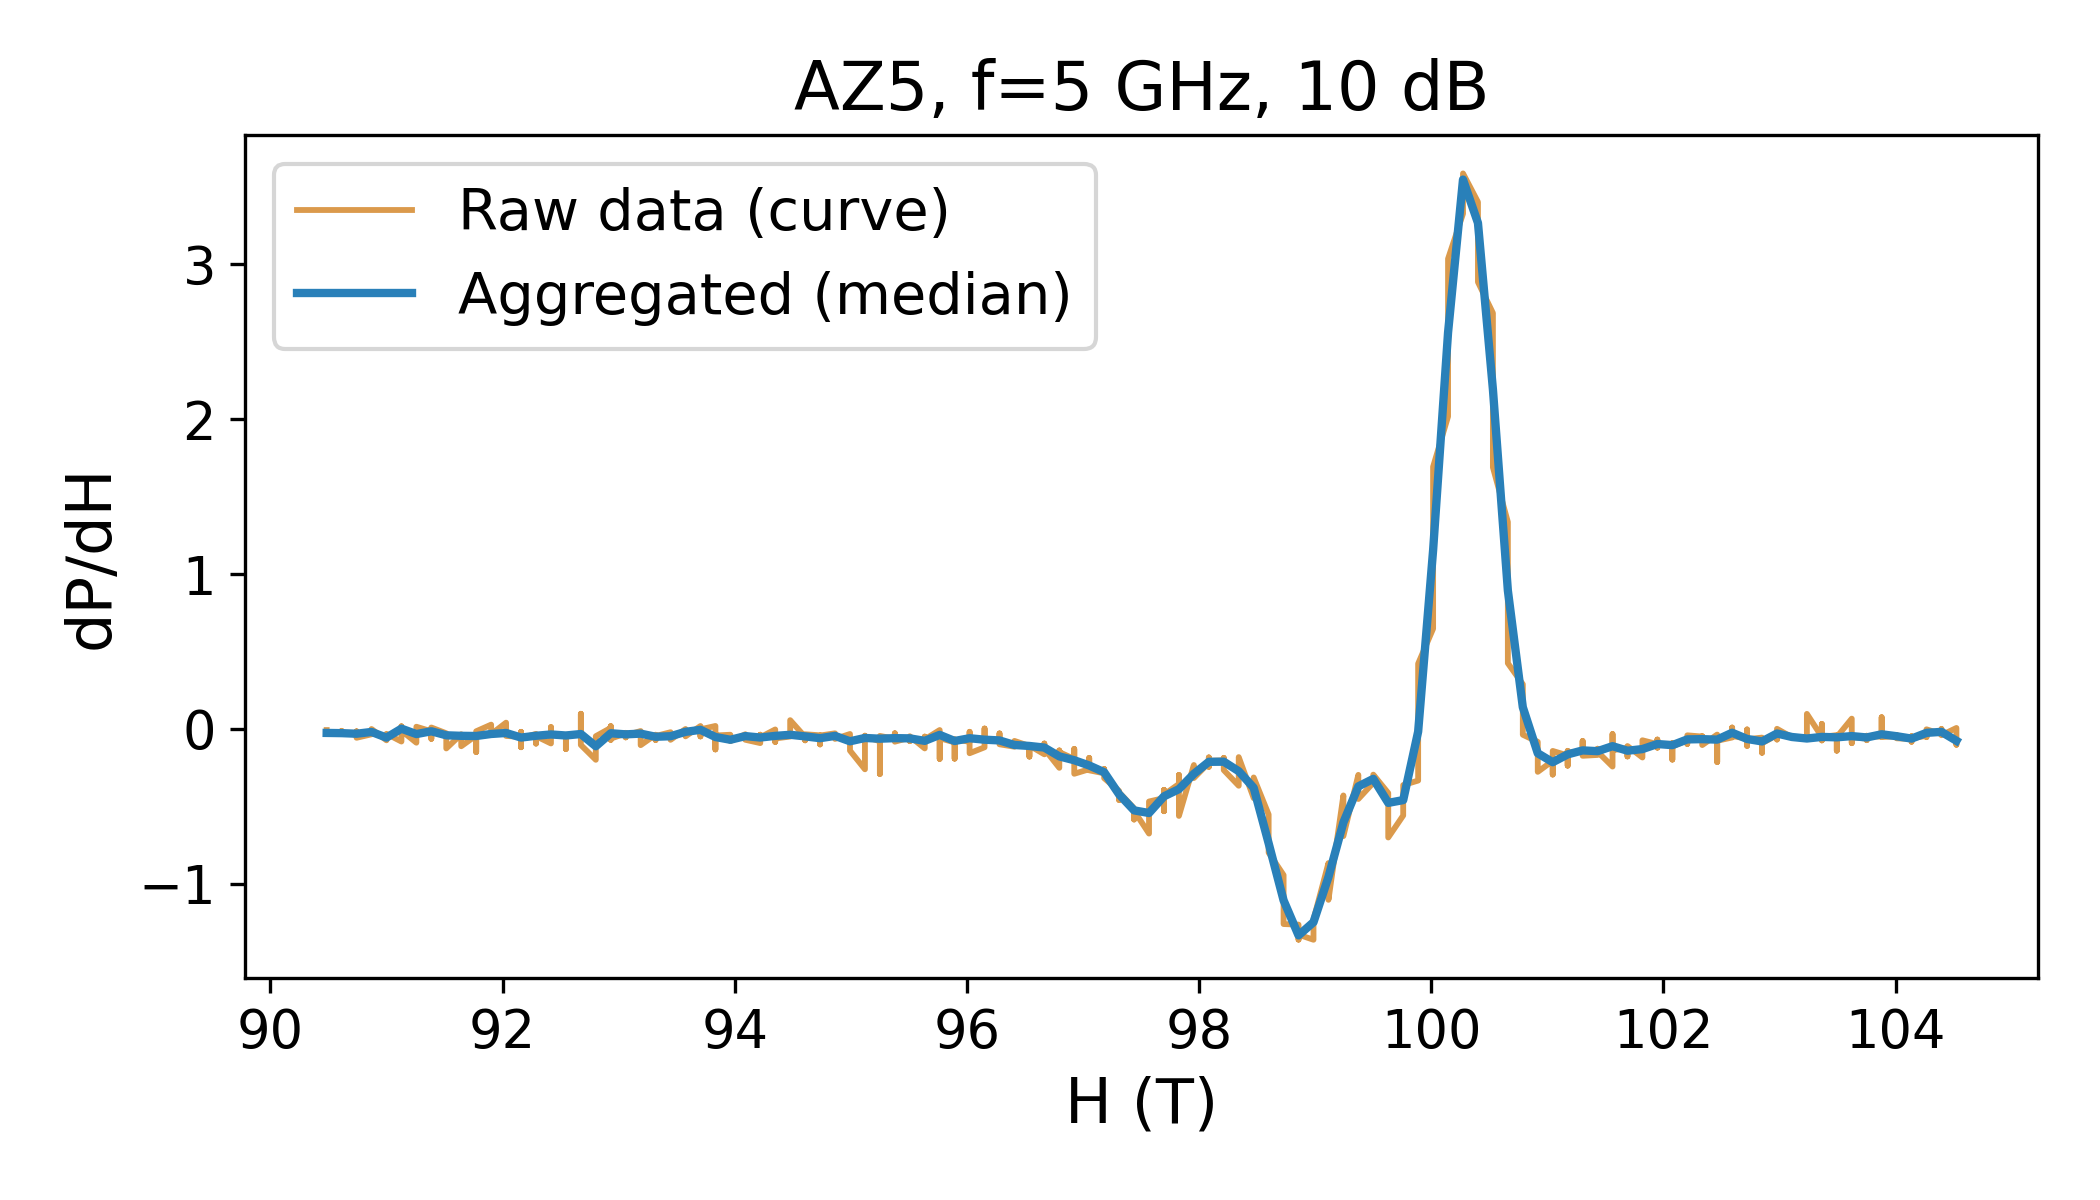 AZ5, f=5 GHz, 10 dB
Raw data (curve)
Aggregated (median)
dP/dH
3
2
1
0
−1
90 92 94 96 98 100 102 104
H (T)